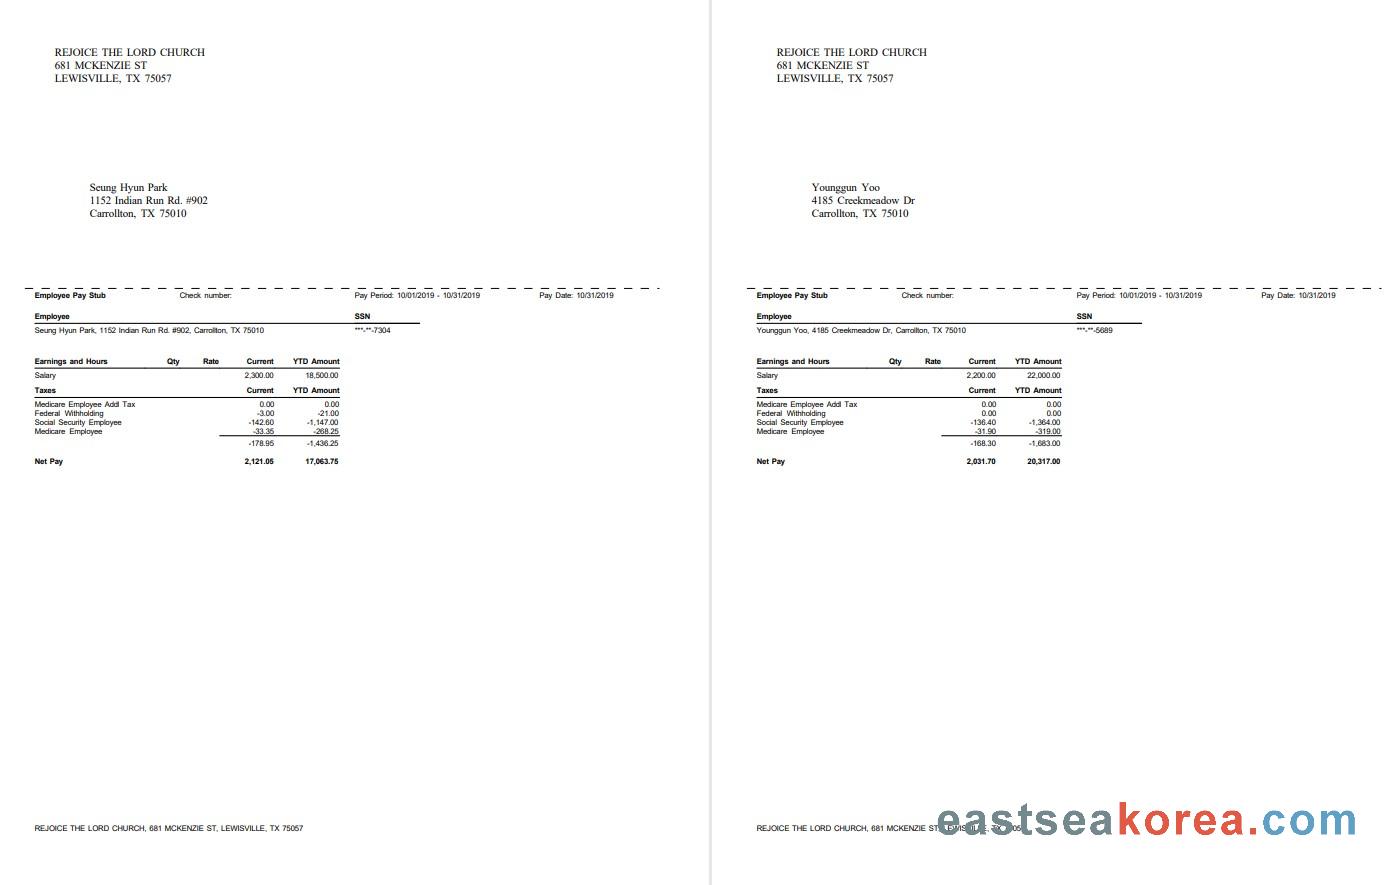 REJOICE THE LORD CHURCH
681 MCKENZIE ST
LEWISVILLE, TX 75057
Seung Hyun Park
1152 Indian Run Rd. #902
Carrollton, TX 75010
Employee Pay Stub Check number: Pay Period: 10/01/2019 - 10/31/2019 Pay Date: 10/31/2019
Employee SSN
Seung Hyun Park, 1152 Indian Run Rd. #902, Carrollton, TX 75010 ***-**-7304
Earnings and Hours Qty Rate Current YTD Amount
Salary 2,300.00 18,500.00
Taxes Current YTD Amount
Medicare Employee Addl Tax 0.00 0.00
Federal Withholding -3.00 -21.00
Social Security Employee -142.60 -1,147.00
Medicare Employee -33.35 -268.25
-178.95 -1,436.25
Net Pay 2,121.05 17,063.75
REJOICE THE LORD CHURCH, 681 MCKENZIE ST, LEWISVILLE, TX 75057
REJOICE THE LORD CHURCH
681 MCKENZIE ST
LEWISVILLE, TX 75057
Younggun Yoo
4185 Creekmeadow Dr
Carrollton, TX 75010
Employee Pay Stub Check number: Pay Period: 10/01/2019 - 10/31/2019 Pay Date: 10/31/2019
Employee SSN
Younggun Yoo, 4185 Creekmeadow Dr, Carrollton, TX 75010 ***-**-5689
Earnings and Hours Qty Rate Current YTD Amount
Salary 2,200.00 22,000.00
Taxes Current YTD Amount
Medicare Employee Addl Tax 0.00 0.00
Federal Withholding 0.00 0.00
Social Security Employee -136.40 -1,364.00
Medicare Employee -31.90 -319.00
-168.30 -1,683.00
Net Pay 2,031.70 20,317.00
REJOICE THE LORD CHURCH, 681 MCKENZIE ST, LEWISVILLE, TX
eastseakorea.com